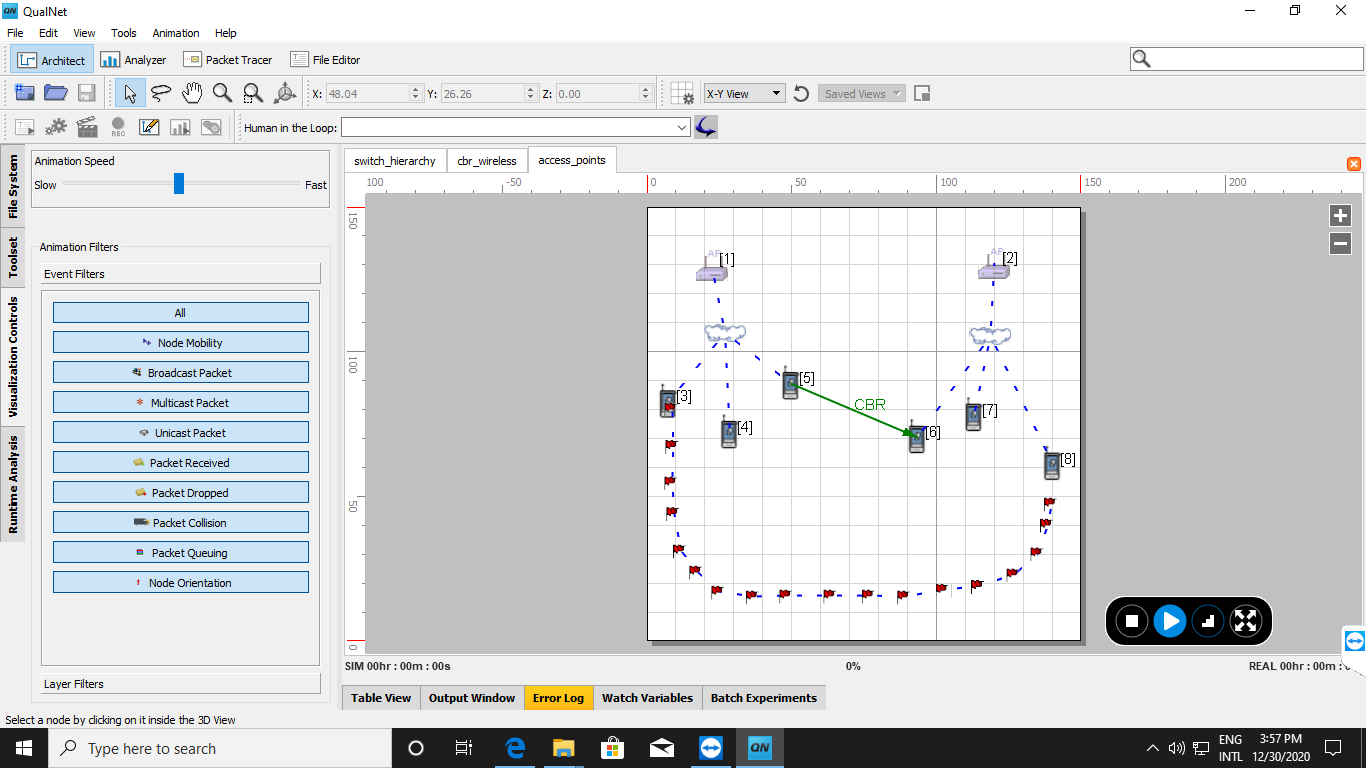 QN QualNet
File Edit View Tools Animation Help
Architect Analyzer Packet Tracer File Editor
X: 48.04 Y: 26.26 Z: 0.00 X-Y View Saved Views
REC Human in the Loop:
File System
Toolset
Visualization Controls
Runtime Analysis
Animation Speed
Slow Fast
Animation Filters
Event Filters
All
Node Mobility
Broadcast Packet
Multicast Packet
Unicast Packet
Packet Received
Packet Dropped
Packet Collision
Packet Queuing
Node Orientation
Layer Filters
switch_hierarchy cbr_wireless access_points
100 -50 0 50 100 150 200
150
100
50
0
AP [1]
AP [2]
[3]
[4]
[5]
CBR
[6]
[7]
[8]
SIM 00hr : 00m : 00s 0% REAL 00hr : 00m :
Table View Output Window Error Log Watch Variables Batch Experiments
Select a node by clicking on it inside the 3D View
Type here to search
QN
ENG
INTL
3:57 PM
12/30/2020